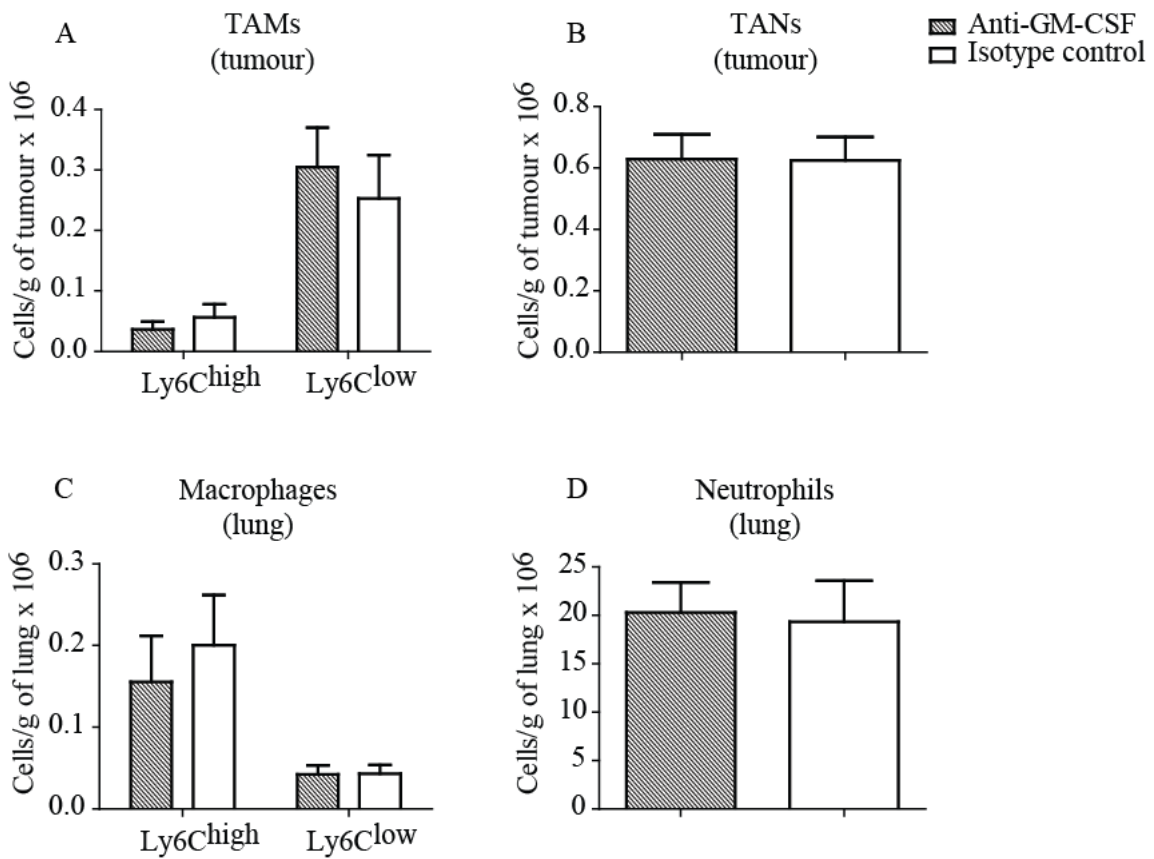 A
TAMs
(tumour)
Cells/g of tumour x 10⁶
0.4
0.3
0.2
0.1
0.0
Ly6Chigh
Ly6Clow
B
TANs
(tumour)
Cells/g of tumour x 10⁶
0.8
0.6
0.4
0.2
0.0
Anti-GM-CSF
Isotype control
C
Macrophages
(lung)
Cells/g of lung x 10⁶
0.3
0.2
0.1
0.0
Ly6Chigh
Ly6Clow
D
Neutrophils
(lung)
Cells/g of lung x 10⁶
25
20
15
10
5
0